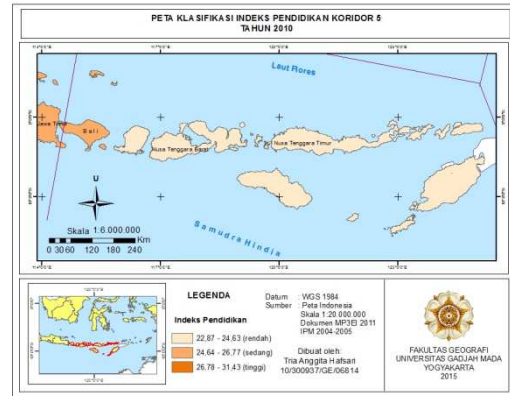 PETA KLASIFIKASI INDEKS PENDIDIKAN KORIDOR 5
TAHUN 2010
Laut Flores
Jawa Timur
Bali
Nusa Tenggara Barat
Nusa Tenggara Timur
Samudra Hindia
U
Skala 1:6.000.000
Km
0 30 60 120 180 240
LEGENDA
Indeks Pendidikan
22,87 - 24,63 (rendah)
24,64 - 26,77 (sedang)
26,78 - 31,43 (tinggi)
Datum : WGS 1984
Sumber : Peta Indonesia
Skala 1:20.000.000
Dokumen MP3EI 2011
IPM 2004-2005
Dibuat oleh:
Tria Anggita Hafsari
10/300937/GE/06814
FAKULTAS GEOGRAFI
UNIVERSITAS GADJAH MADA
YOGYAKARTA
2015